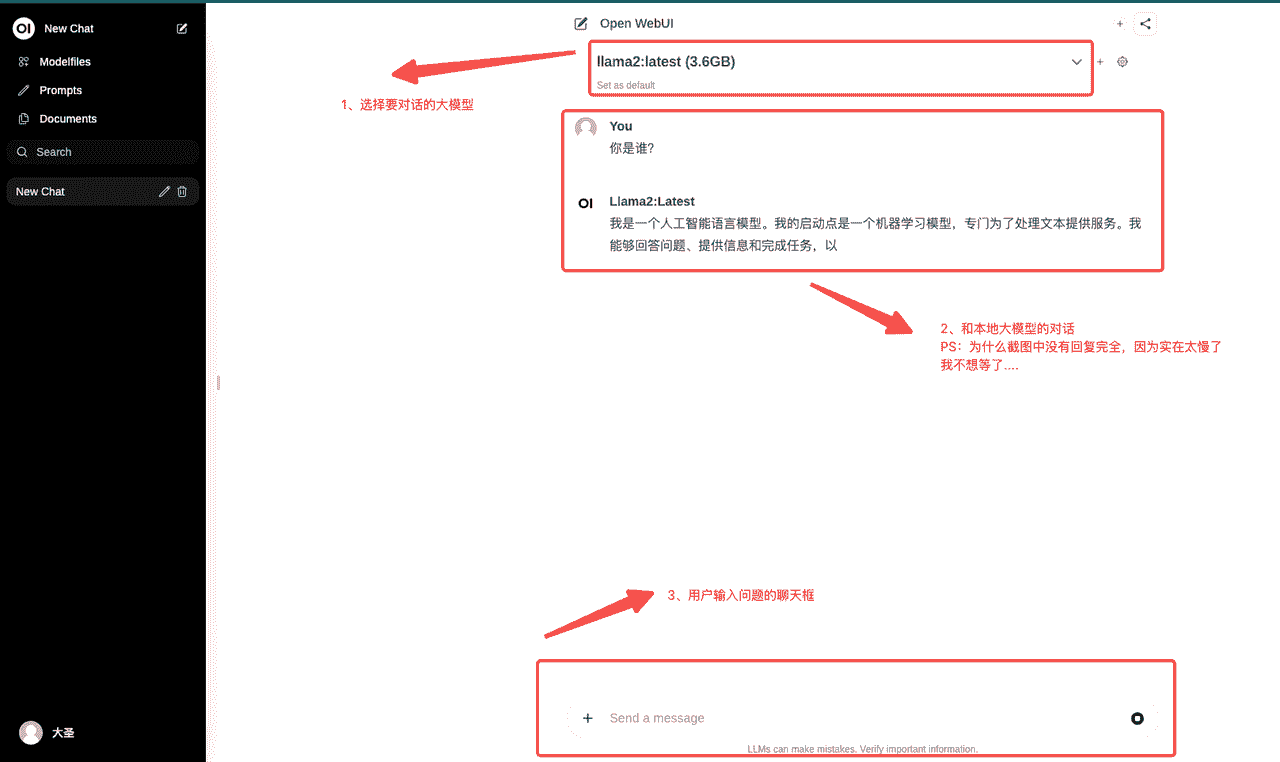 OI New Chat
Modelfiles
Prompts
Documents
Search
New Chat
大圣
Open WebUI
llama2:latest (3.6GB)
Set as default
1、选择要对话的大模型
You
你是谁?
OI Llama2:Latest
我是一个人工智能语言模型。我的启动点是一个机器学习模型，专门为了处理文本提供服务。我
能够回答问题、提供信息和完成任务，以
2、和本地大模型的对话
PS：为什么截图中没有回复完全，因为实在太慢了
我不想等了....
3、用户输入问题的聊天框
Send a message
LLMs can make mistakes. Verify important information.